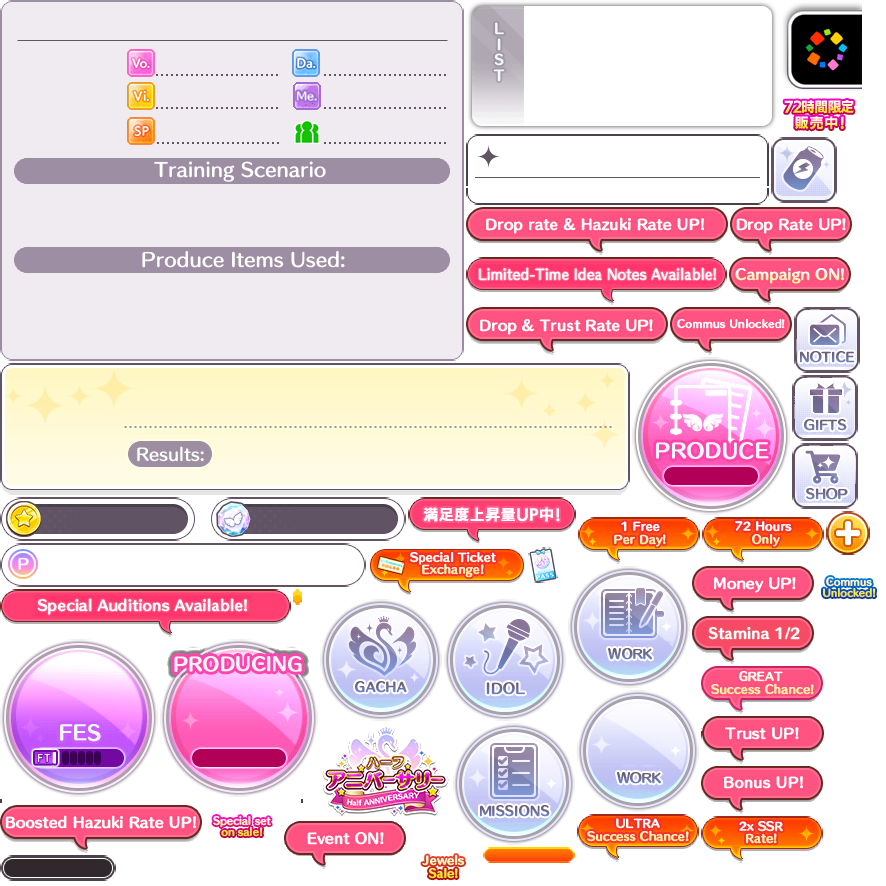 Vo.
Da.
Vi.
Me.
SP
Training Scenario
Produce Items Used:
LIST
72時間限定
販売中!
Drop rate & Hazuki Rate UP!
Drop Rate UP!
Limited-Time Idea Notes Available!
Campaign ON!
Drop & Trust Rate UP!
Commus Unlocked!
NOTICE
GIFTS
SHOP
PRODUCE
Results:
満足度上昇量UP中!
1 Free
Per Day!
72 Hours
Only
P
Special Ticket
Exchange!
PASS
Special Auditions Available!
Money UP!
Commus
Unlocked!
Stamina 1/2
GREAT
Success Chance!
Trust UP!
Bonus UP!
2x SSR
Rate!
ULTRA
Success Chance!
GACHA
IDOL
WORK
WORK
MISSIONS
FES
FT
PRODUCING
ハーフ
アニバーサリー
Half ANNIVERSARY
Boosted Hazuki Rate UP!
Special set
on sale!
Event ON!
Jewels
Sale!